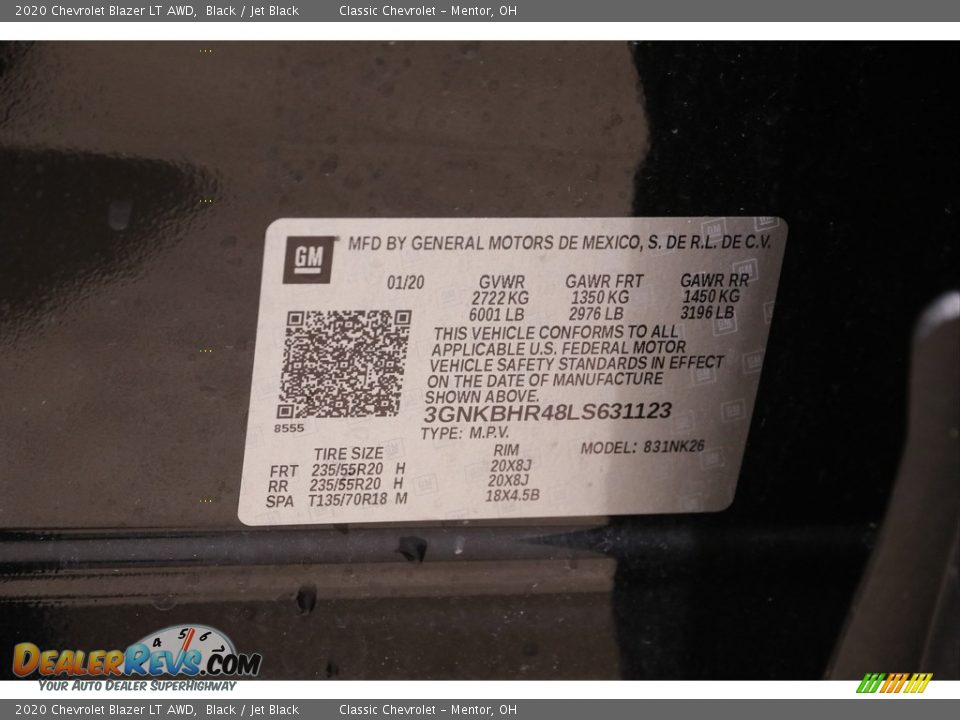 2020 Chevrolet Blazer LT AWD, Black / Jet Black Classic Chevrolet – Mentor, OH
GM MFD BY GENERAL MOTORS DE MEXICO, S. DE R.L. DE C.V.
01/20 GVWR GAWR FRT GAWR RR
2722 KG 1350 KG 1450 KG
6001 LB 2976 LB 3196 LB
THIS VEHICLE CONFORMS TO ALL
APPLICABLE U.S. FEDERAL MOTOR
VEHICLE SAFETY STANDARDS IN EFFECT
ON THE DATE OF MANUFACTURE
SHOWN ABOVE.
3GNKBHR48LS631123
8555
TYPE: M.P.V.
MODEL: 831NK26
TIRE SIZE RIM
FRT 235/55R20 H 20X8J
RR 235/55R20 H 20X8J
SPA T135/70R18 M 18X4.5B
4 5 6
DEALERREVS.COM
YOUR AUTO DEALER SUPERHIGHWAY
2020 Chevrolet Blazer LT AWD, Black / Jet Black Classic Chevrolet – Mentor, OH